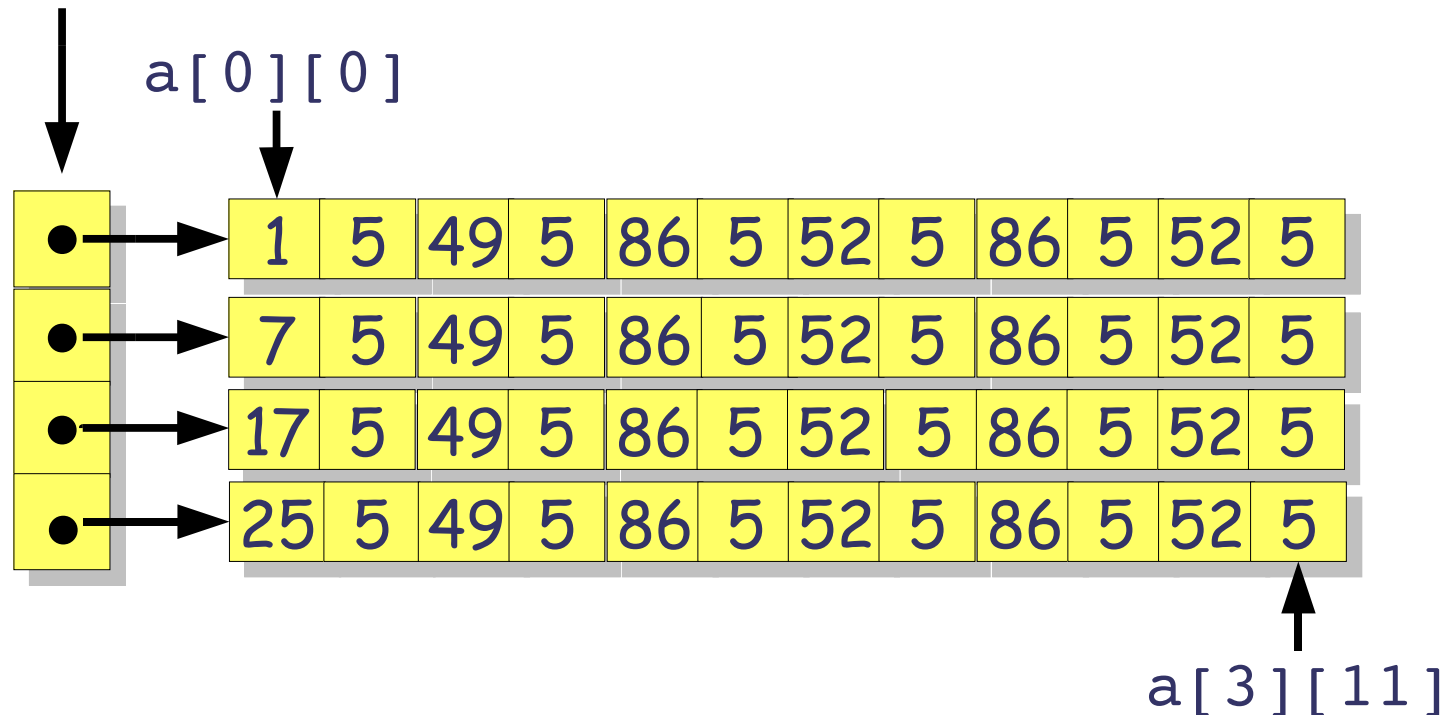 a[0][0]
1 5 49 5 86 5 52 5 86 5 52 5
7 5 49 5 86 5 52 5 86 5 52 5
17 5 49 5 86 5 52 5 86 5 52 5
25 5 49 5 86 5 52 5 86 5 52 5
a[3][11]